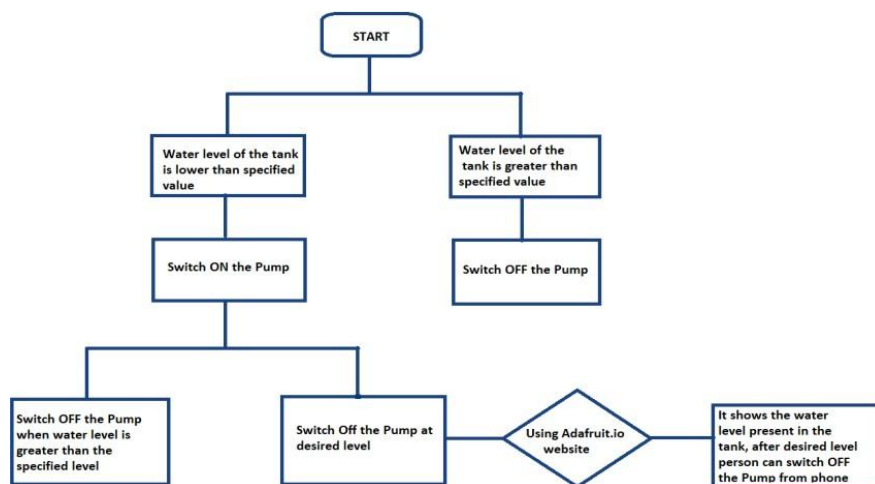 START
Water level of the tank
is lower than specified
value
Water level of the
tank is greater than
specified value
Switch ON the Pump
Switch OFF the Pump
Switch OFF the Pump
when water level is
greater than the
specified level
Switch Off the Pump at
desired level
Using Adafruit.io
website
It shows the water
level present in the
tank, after desired level
person can switch OFF
the Pump from phone